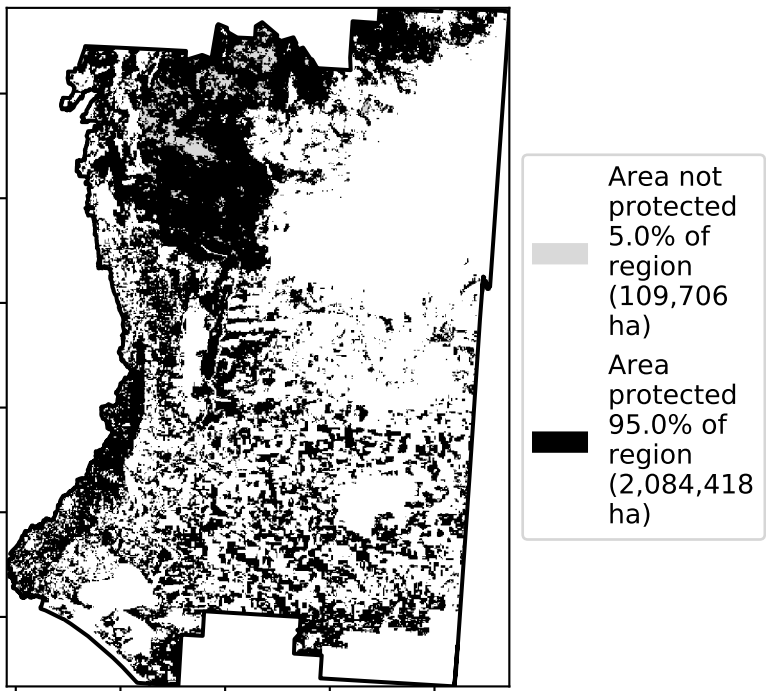 Area not
protected
5.0% of
region
(109,706
ha)
Area
protected
95.0% of
region
(2,084,418
ha)